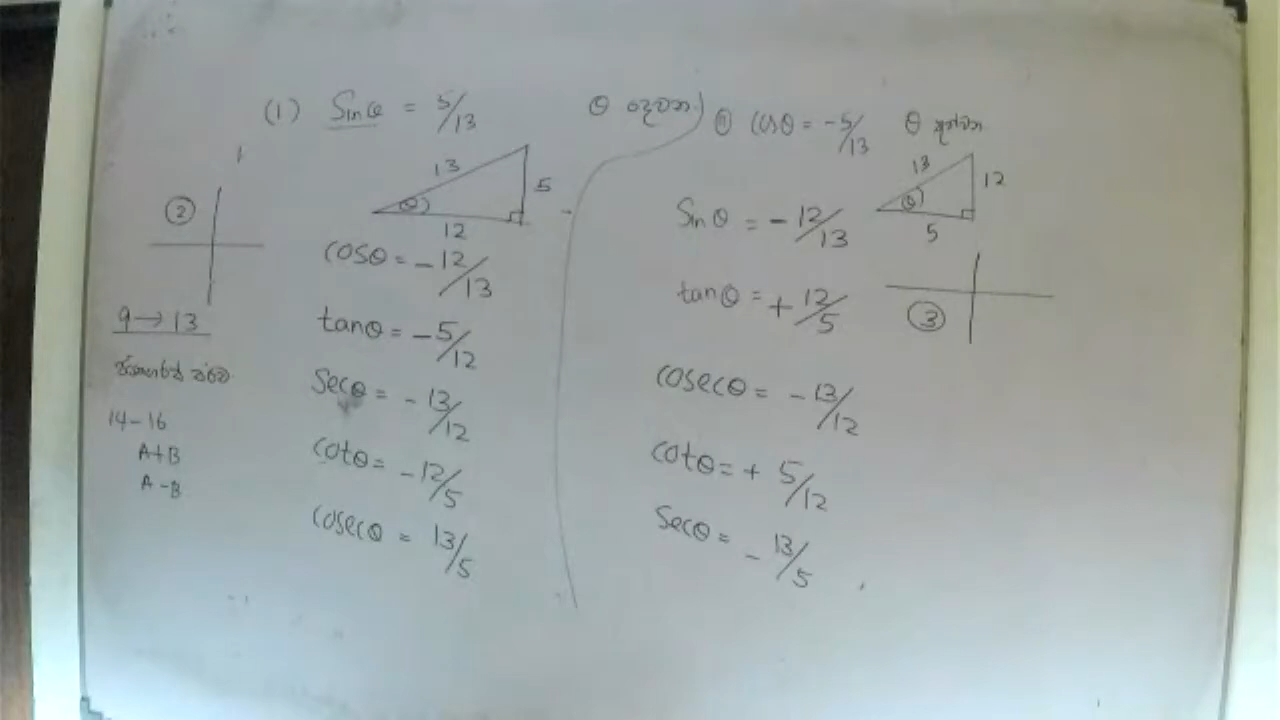 (1) Sinθ = 5/13 θ දෙවන
13
5
θ
12
2
cosθ = -12/13
9 → 13
tanθ = -5/12
14-16
A+B
A-B
Secθ = -13/12
cotθ = -12/5
cosecθ = 13/5
cosθ = -5/13 θ
13
12
θ
5
Sinθ = -12/13
tanθ = +12/5
3
cosecθ = -13/12
cotθ = + 5/12
Secθ = -13/5